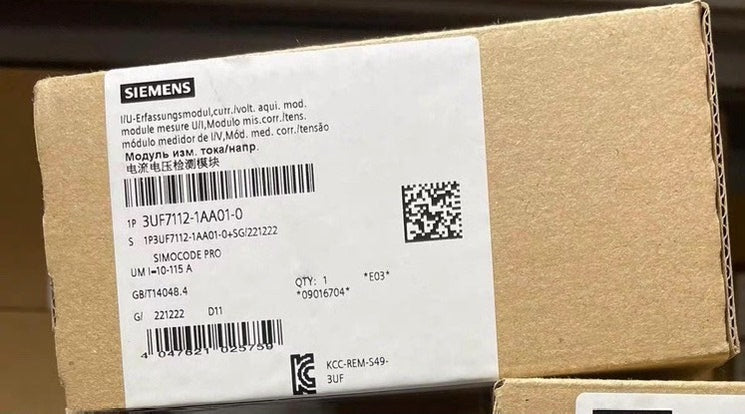 SIEMENS
I/U-Erfassungsmodul,curr./volt. aqui. mod.
module mesure U/I,Modulo mis.corr./tens.
módulo medidor de I/V,Mód. med. corr./tensão
Модуль изм. тока/напр.
电流电压检测模块
1P 3UF7112-1AA01-0
S 1P3UF7112-1AA01-0+SG/221222
SIMOCODE PRO
UM I=10-115 A
GB/T14048.4
QTY: 1 *E03*
*09016704*
G/ 221222 D11
4 047621 025759
KCC-REM-S49-
3UF